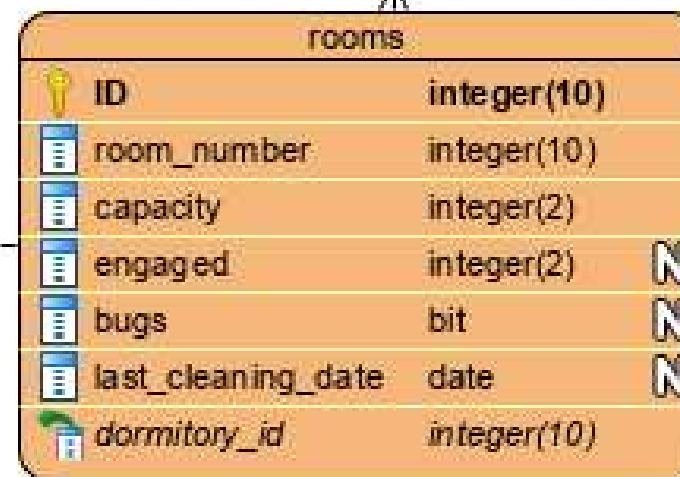 rooms
ID integer(10)
room_number integer(10)
capacity integer(2)
engaged integer(2) N
bugs bit N
last_cleaning_date date N
dormitory_id integer(10)